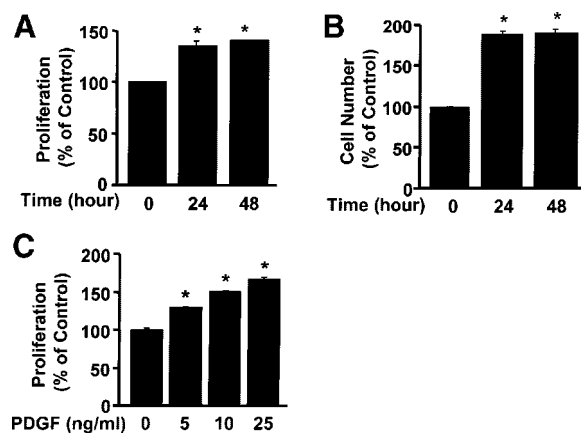 A
Proliferation
(% of Control)
150
100
50
0
* *
Time (hour) 0 24 48
B
Cell Number
(% of Control)
200
150
100
50
0
* *
Time (hour) 0 24 48
C
Proliferation
(% of Control)
200
150
100
50
0
* * *
PDGF (ng/ml) 0 5 10 25